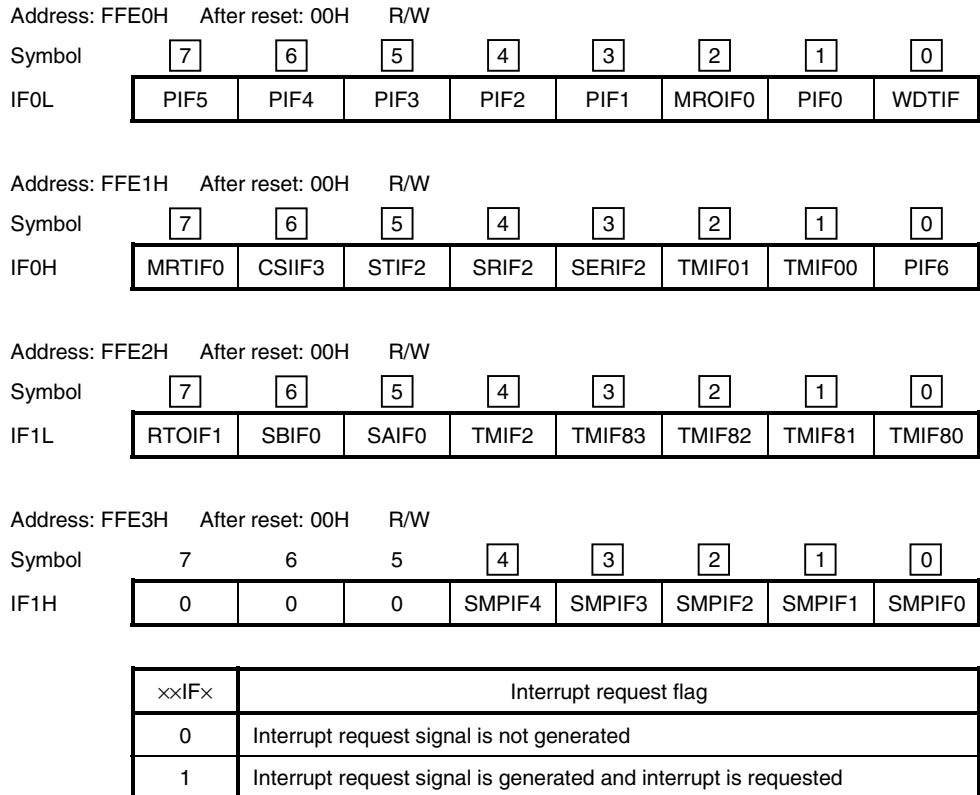 Address: FFE0H After reset: 00H R/W
Symbol 7 6 5 4 3 2 1 0
IF0L PIF5 PIF4 PIF3 PIF2 PIF1 MROIF0 PIF0 WDTIF
Address: FFE1H After reset: 00H R/W
Symbol 7 6 5 4 3 2 1 0
IF0H MRTIF0 CSIIF3 STIF2 SRIF2 SERIF2 TMIF01 TMIF00 PIF6
Address: FFE2H After reset: 00H R/W
Symbol 7 6 5 4 3 2 1 0
IF1L RTOIF1 SBIF0 SAIF0 TMIF2 TMIF83 TMIF82 TMIF81 TMIF80
Address: FFE3H After reset: 00H R/W
Symbol 7 6 5 4 3 2 1 0
IF1H 0 0 0 SMPIF4 SMPIF3 SMPIF2 SMPIF1 SMPIF0
××IF× Interrupt request flag
0 Interrupt request signal is not generated
1 Interrupt request signal is generated and interrupt is requested